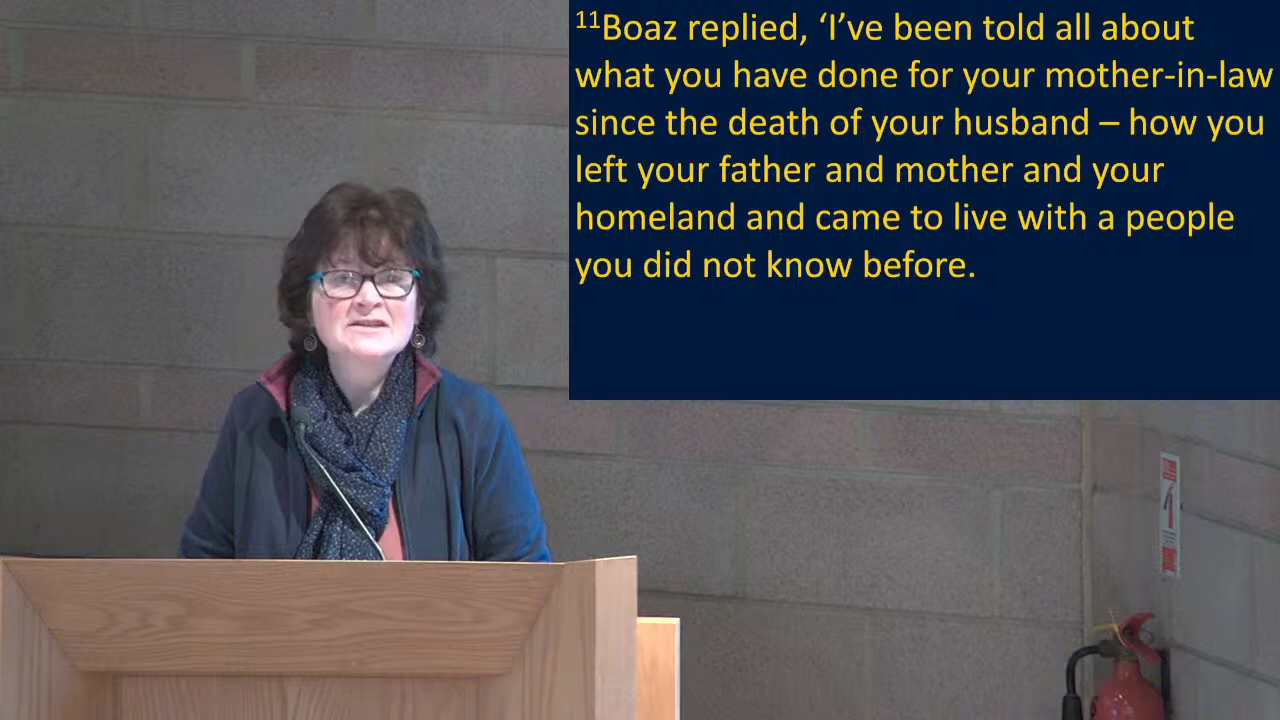 ¹¹Boaz replied, ‘I’ve been told all about
what you have done for your mother-in-law
since the death of your husband – how you
left your father and mother and your
homeland and came to live with a people
you did not know before.